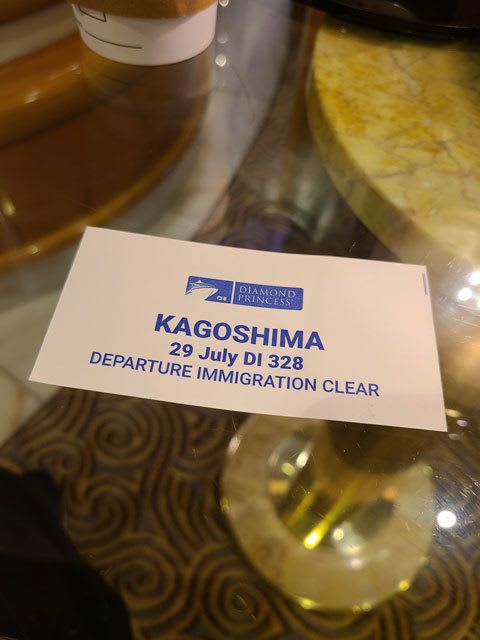 DIAMOND
PRINCESS®
KAGOSHIMA
29 July DI 328
DEPARTURE IMMIGRATION CLEAR